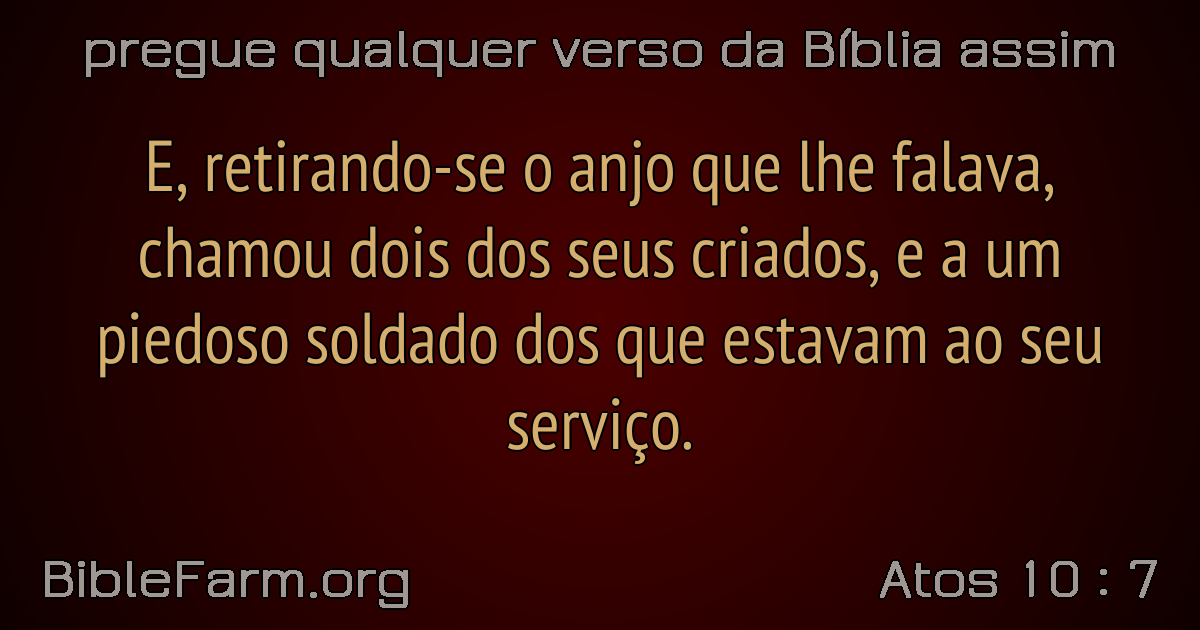 pregue qualquer verso da Bíblia assim
E, retirando-se o anjo que lhe falava,
chamou dois dos seus criados, e a um
piedoso soldado dos que estavam ao seu
serviço.
BibleFarm.org
Atos 10 : 7